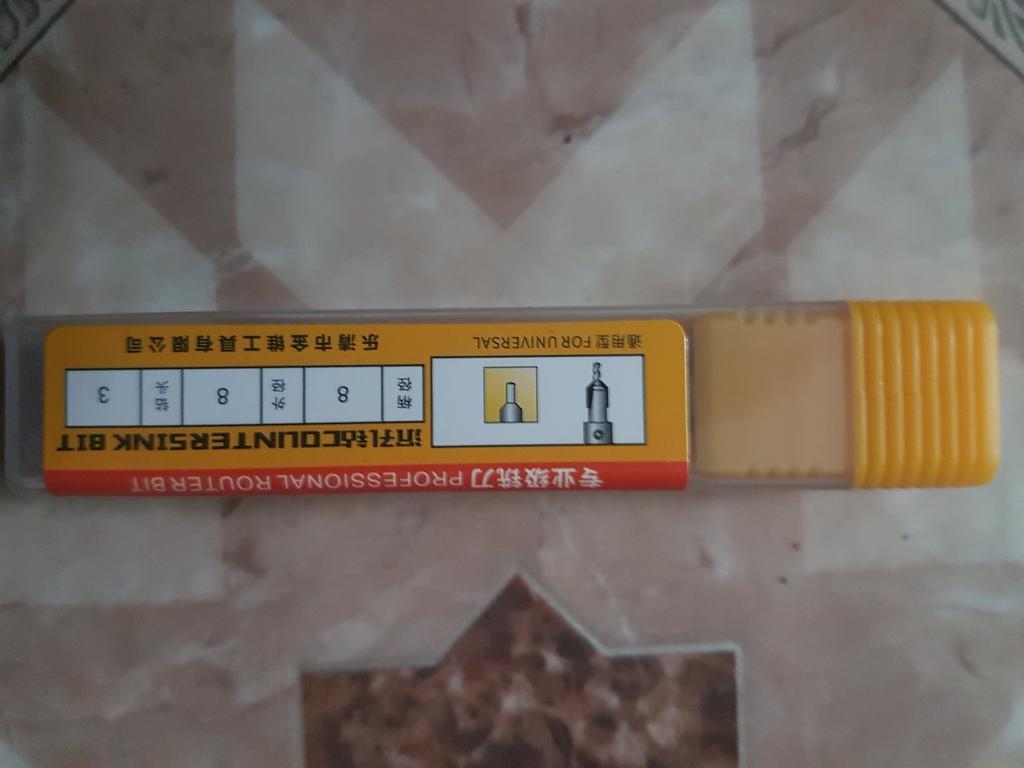 专业级铣刀 PROFESSIONAL ROUTER BIT
沉孔钻COUNTERSINK BIT
柄径 8 外径 8 钻头 3
通用型 FOR UNIVERSAL
乐清市金锥工具有限公司